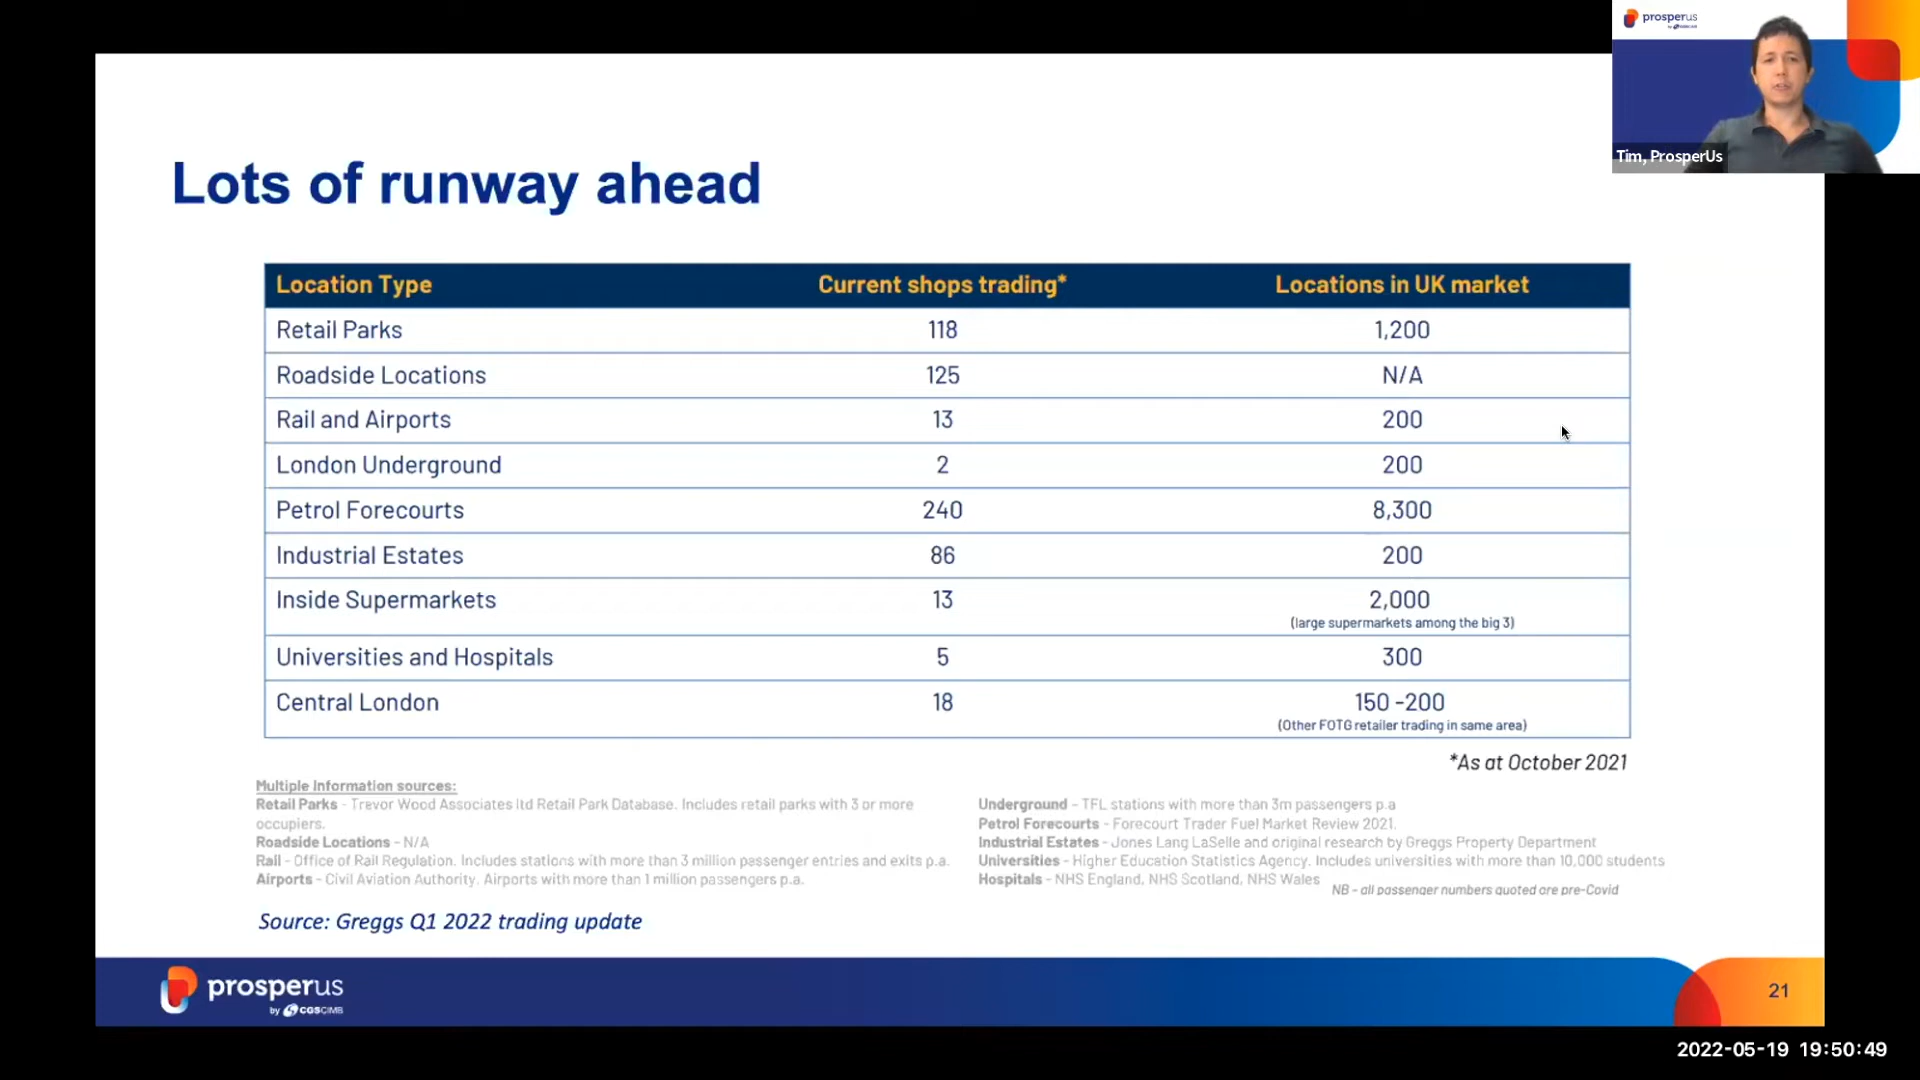 prosperus
Tim, ProsperUs
Lots of runway ahead
Location Type Current shops trading* Locations in UK market
Retail Parks 118 1,200
Roadside Locations 125 N/A
Rail and Airports 13 200
London Underground 2 200
Petrol Forecourts 240 8,300
Industrial Estates 86 200
Inside Supermarkets 13 2,000
(large supermarkets among the big 3)
Universities and Hospitals 5 300
Central London 18 150 -200
(Other FOTG retailer trading in same area)
*As at October 2021
Multiple Information sources:
Retail Parks - Trevor Wood Associates ltd Retail Park Database. Includes retail parks with 3 or more
occupiers.
Roadside Locations - N/A
Rail - Office of Rail Regulation. Includes stations with more than 3 million passenger entries and exits p.a.
Airports - Civil Aviation Authority. Airports with more than 1 million passengers p.a.
Underground - TFL stations with more than 3m passengers p.a
Petrol Forecourts - Forecourt Trader Fuel Market Review 2021.
Industrial Estates - Jones Lang LaSelle and original research by Greggs Property Department
Universities - Higher Education Statistics Agency. Includes universities with more than 10,000 students
Hospitals - NHS England, NHS Scotland, NHS Wales
NB - all passenger numbers quoted are pre-Covid
Source: Greggs Q1 2022 trading update
prosperus
by CGSCIMB
21
2022-05-19 19:50:49